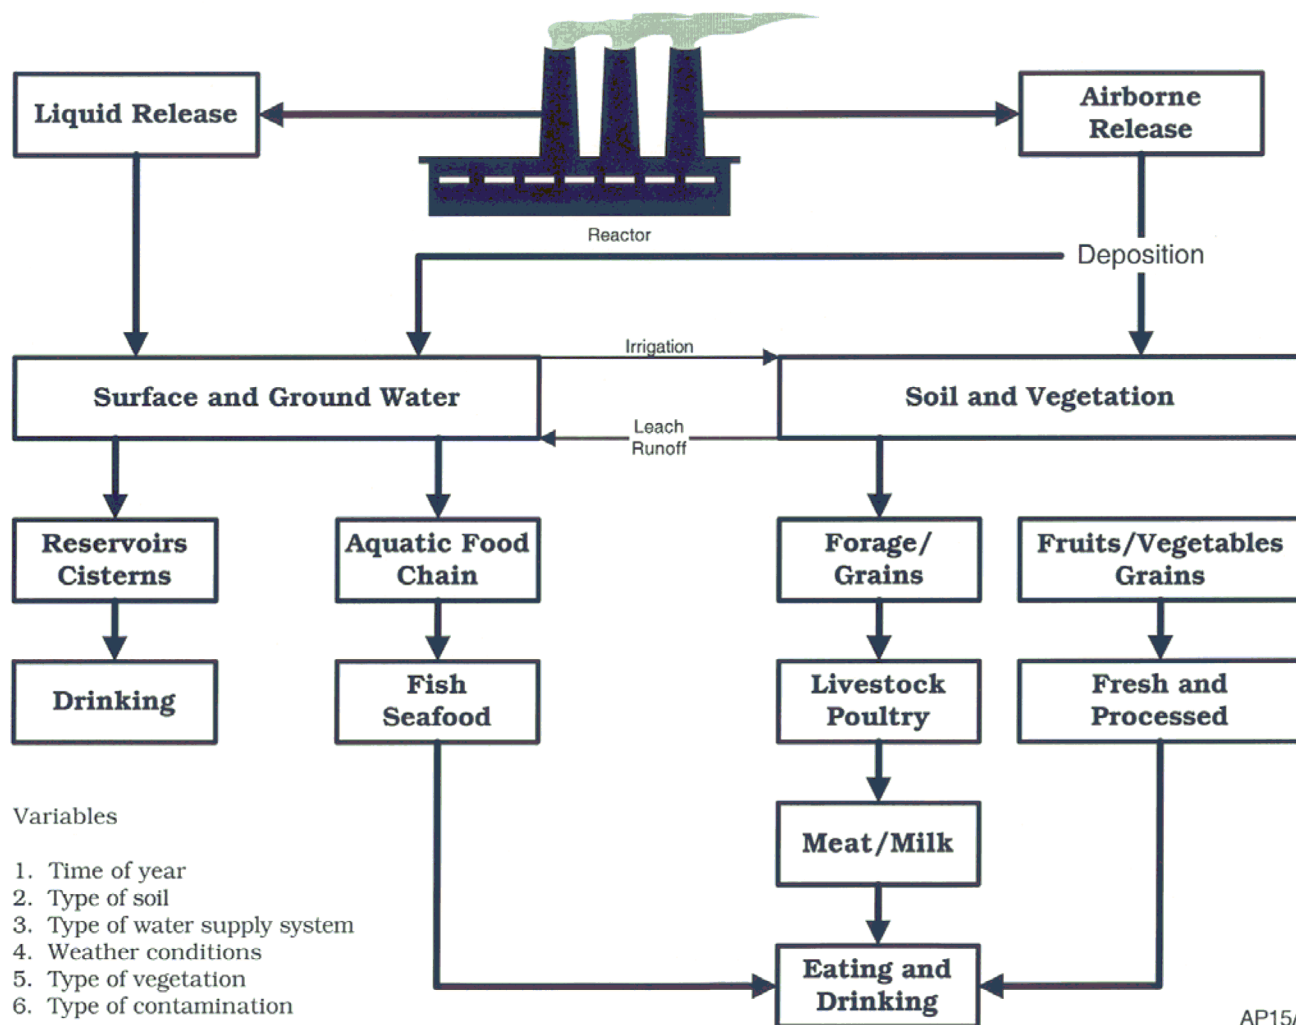 Liquid Release
Airborne
Release
Reactor
Deposition
Irrigation
Surface and Ground Water
Soil and Vegetation
Leach
Runoff
Reservoirs
Cisterns
Aquatic Food
Chain
Forage/
Grains
Fruits/Vegetables
Grains
Drinking
Fish
Seafood
Livestock
Poultry
Fresh and
Processed
Meat/Milk
Eating and
Drinking
Variables
1. Time of year
2. Type of soil
3. Type of water supply system
4. Weather conditions
5. Type of vegetation
6. Type of contamination